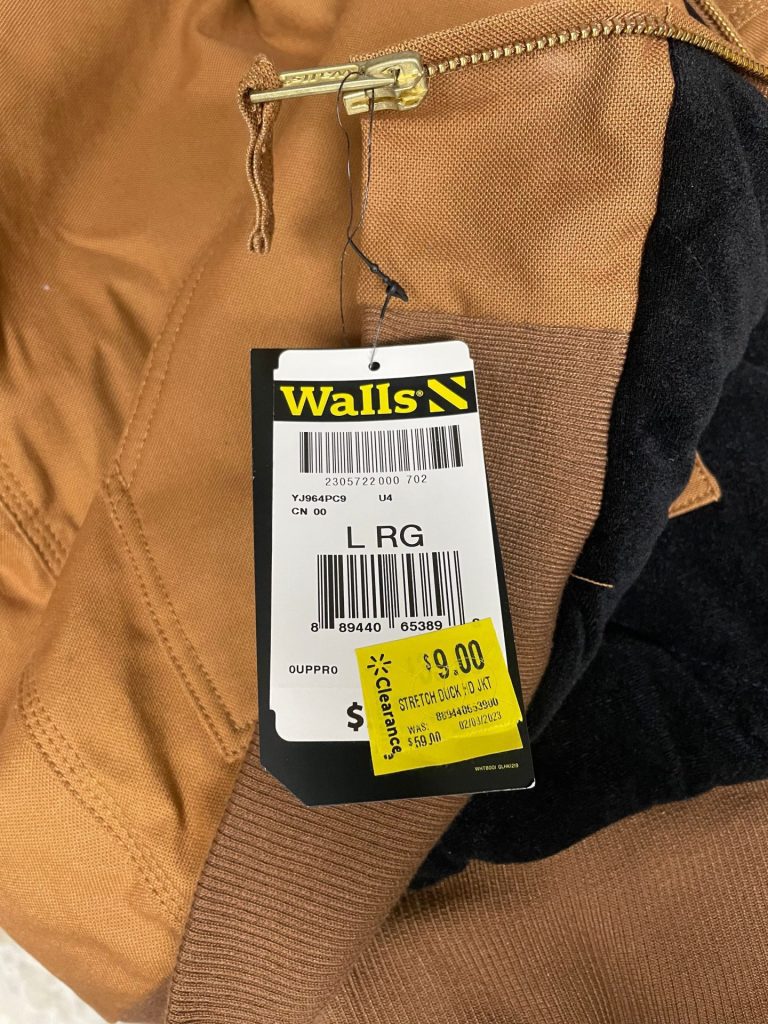 Walls®
2305722000 702
YJ964PC9 U4
CN 00
L RG
8 89440 65389
0UPPR0
$
Clearance
$9.00
STRETCH DUCK HD JKT
889440653900
WAS: 02/03/2023
$59.00